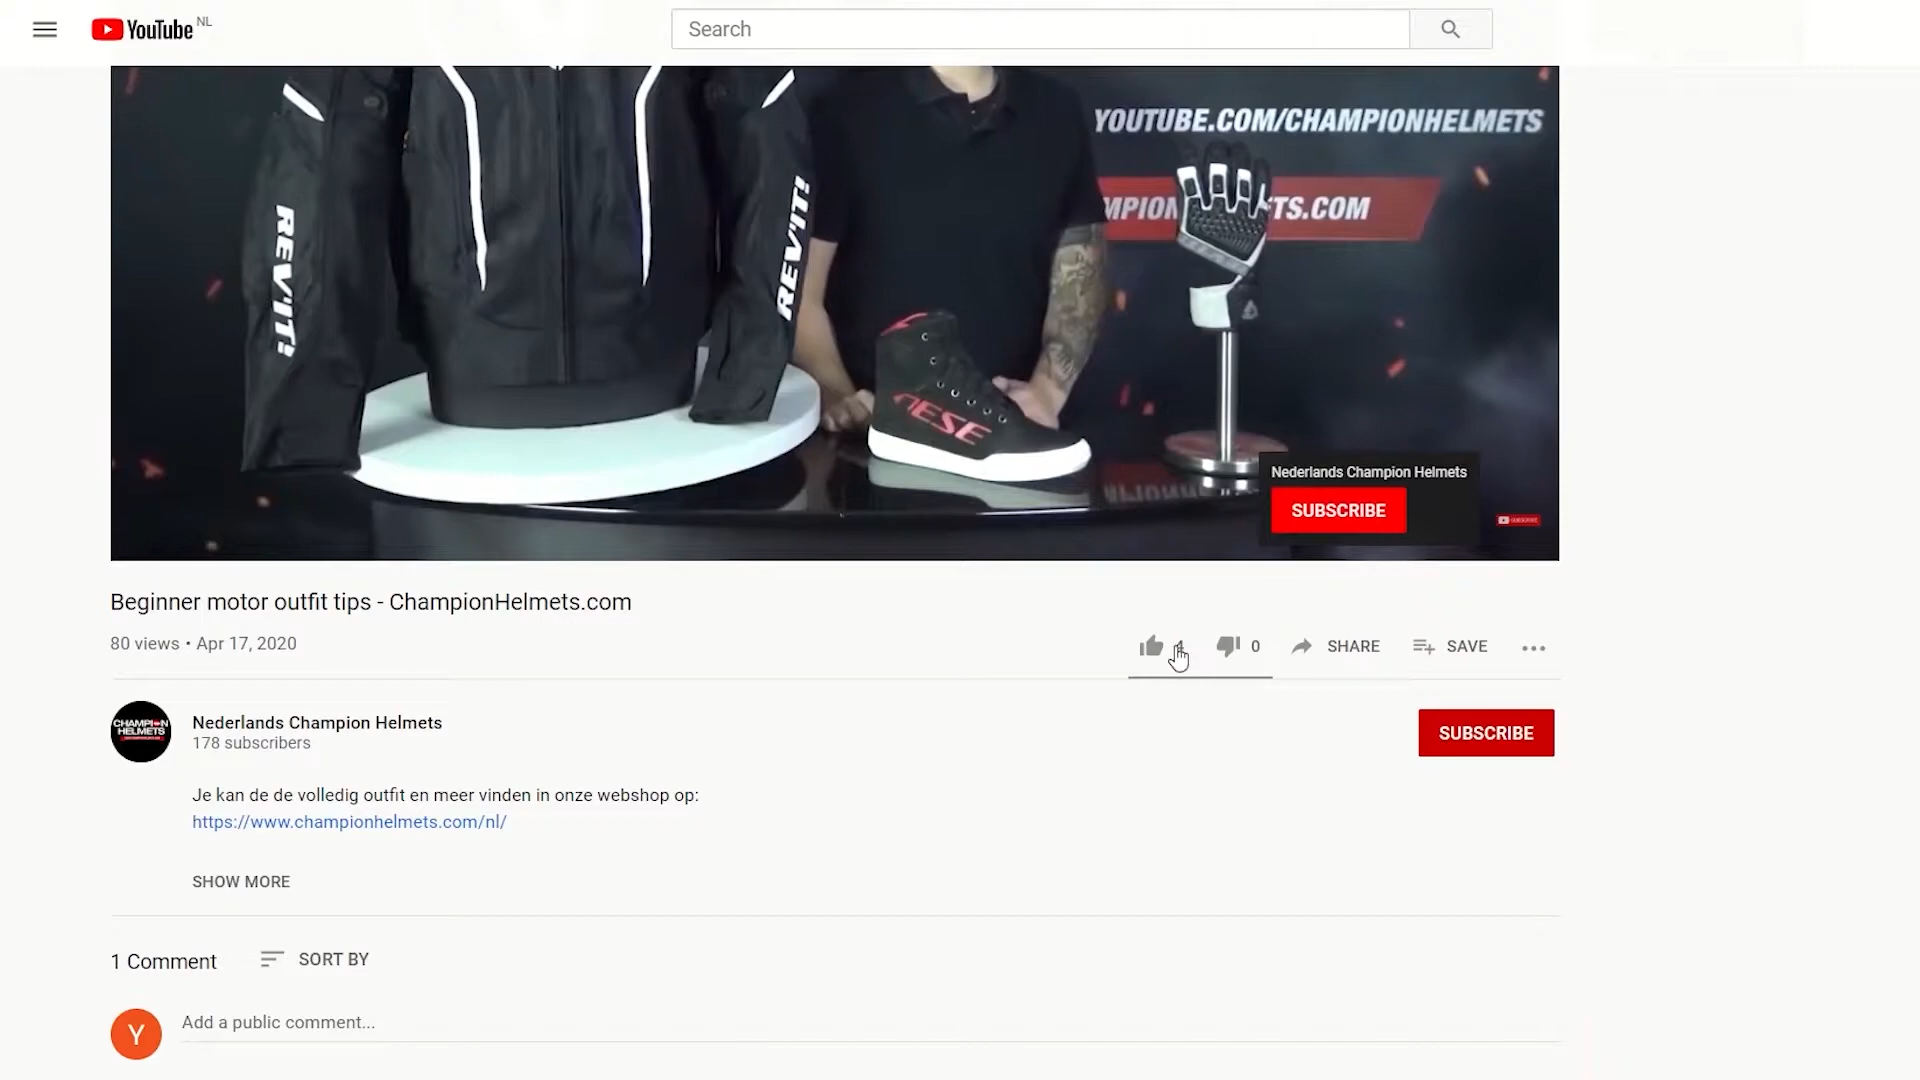 YouTube NL
Search
YOUTUBE.COM/CHAMPIONHELMETS
REV'IT!
REV'IT!
Nederlands Champion Helmets
SUBSCRIBE
SUBSCRIBE
Beginner motor outfit tips - ChampionHelmets.com
80 views • Apr 17, 2020
0
SHARE
SAVE
CHAMPION
HELMETS
Nederlands Champion Helmets
178 subscribers
SUBSCRIBE
Je kan de de volledig outfit en meer vinden in onze webshop op:
https://www.championhelmets.com/nl/
SHOW MORE
1 Comment
SORT BY
Y
Add a public comment...